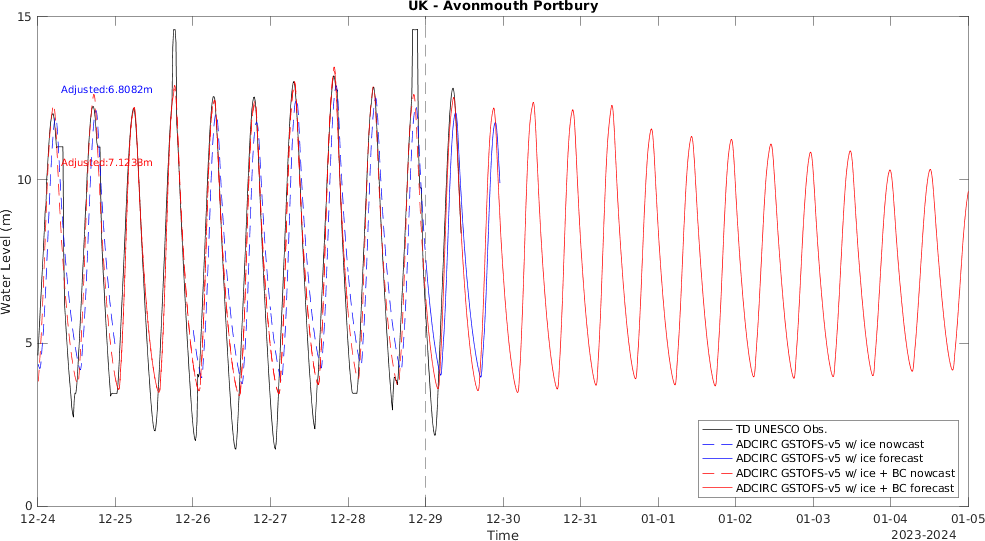 UK - Avonmouth Portbury
15
10
5
0
Water Level (m)
Adjusted:6.8082m
Adjusted:7.1238m
TD UNESCO Obs.
ADCIRC GSTOFS-v5 w/ ice nowcast
ADCIRC GSTOFS-v5 w/ ice forecast
ADCIRC GSTOFS-v5 w/ ice + BC nowcast
ADCIRC GSTOFS-v5 w/ ice + BC forecast
12-24 12-25 12-26 12-27 12-28 12-29 12-30 12-31 01-01 01-02 01-03 01-04 01-05
Time
2023-2024